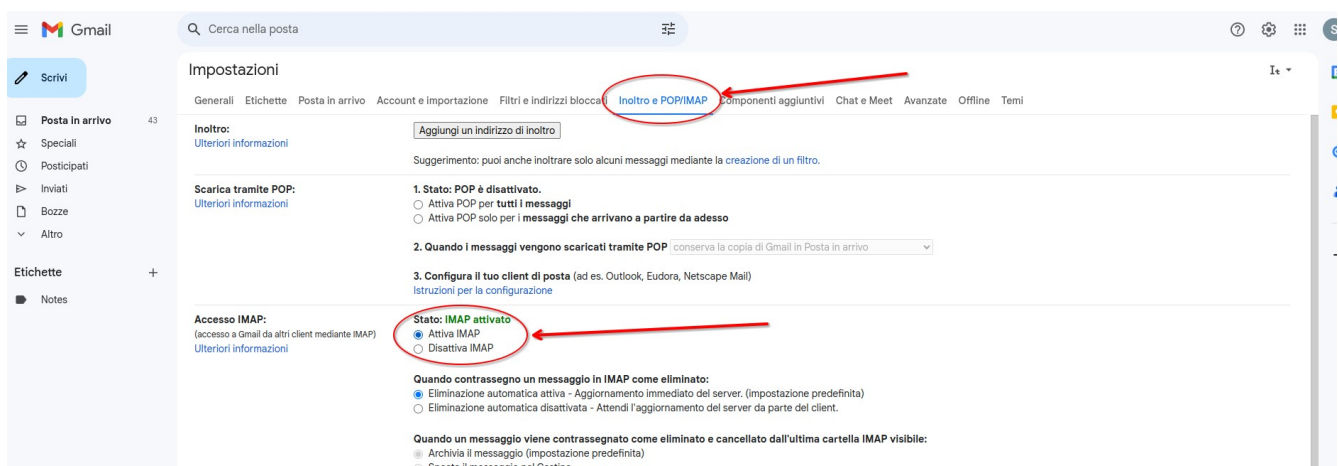 Gmail
Cerca nella posta
Scrivi
Posta in arrivo 43
Speciali
Posticipati
Inviati
Bozze
Altro
Etichette +
Notes
Impostazioni
Generali Etichette Posta in arrivo Account e importazione Filtri e indirizzi bloccati Inoltro e POP/IMAP Componenti aggiuntivi Chat e Meet Avanzate Offline Temi
Inoltro:
Ulteriori informazioni
Aggiungi un indirizzo di inoltro
Suggerimento: puoi anche inoltrare solo alcuni messaggi mediante la creazione di un filtro.
Scarica tramite POP:
Ulteriori informazioni
1. Stato: POP è disattivato.
Attiva POP per tutti i messaggi
Attiva POP solo per i messaggi che arrivano a partire da adesso
2. Quando i messaggi vengono scaricati tramite POP conserva la copia di Gmail in Posta in arrivo
3. Configura il tuo client di posta (ad es. Outlook, Eudora, Netscape Mail)
Istruzioni per la configurazione
Accesso IMAP:
(accesso a Gmail da altri client mediante IMAP)
Ulteriori informazioni
Stato: IMAP attivato
Attiva IMAP
Disattiva IMAP
Quando contrassegno un messaggio in IMAP come eliminato:
Eliminazione automatica attiva - Aggiornamento immediato del server. (impostazione predefinita)
Eliminazione automatica disattivata - Attendi l'aggiornamento del server da parte del client.
Quando un messaggio viene contrassegnato come eliminato e cancellato dall'ultima cartella IMAP visibile:
Archivia il messaggio (impostazione predefinita)